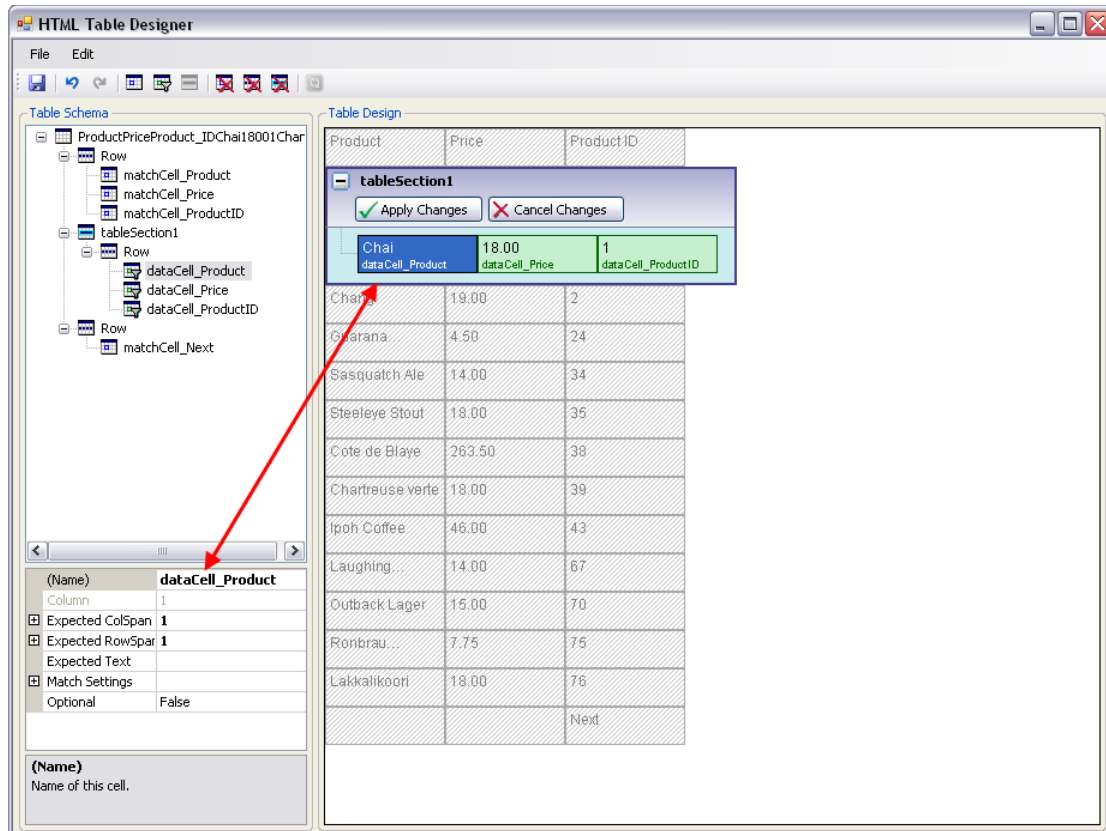 HTML Table Designer
File Edit
Table Schema
ProductPriceProduct_IDChai18001Char
Row
matchCell_Product
matchCell_Price
matchCell_ProductID
tableSection1
Row
dataCell_Product
dataCell_Price
dataCell_ProductID
Row
matchCell_Next
(Name) dataCell_Product
Column 1
Expected ColSpan 1
Expected RowSpar 1
Expected Text
Match Settings
Optional False
(Name)
Name of this cell.
Table Design
Product Price Product ID
tableSection1
Apply Changes Cancel Changes
Chai 18.00 1
dataCell_Product dataCell_Price dataCell_ProductID
Chang 19.00 2
Guarana... 4.50 24
Sasquatch Ale 14.00 34
Steeleye Stout 18.00 35
Cote de Blaye 263.50 38
Chartreuse verte 18.00 39
Ipoh Coffee 46.00 43
Laughing... 14.00 67
Outback Lager 15.00 70
Ronbrau... 7.75 75
Lakkalikoori 18.00 76
Next